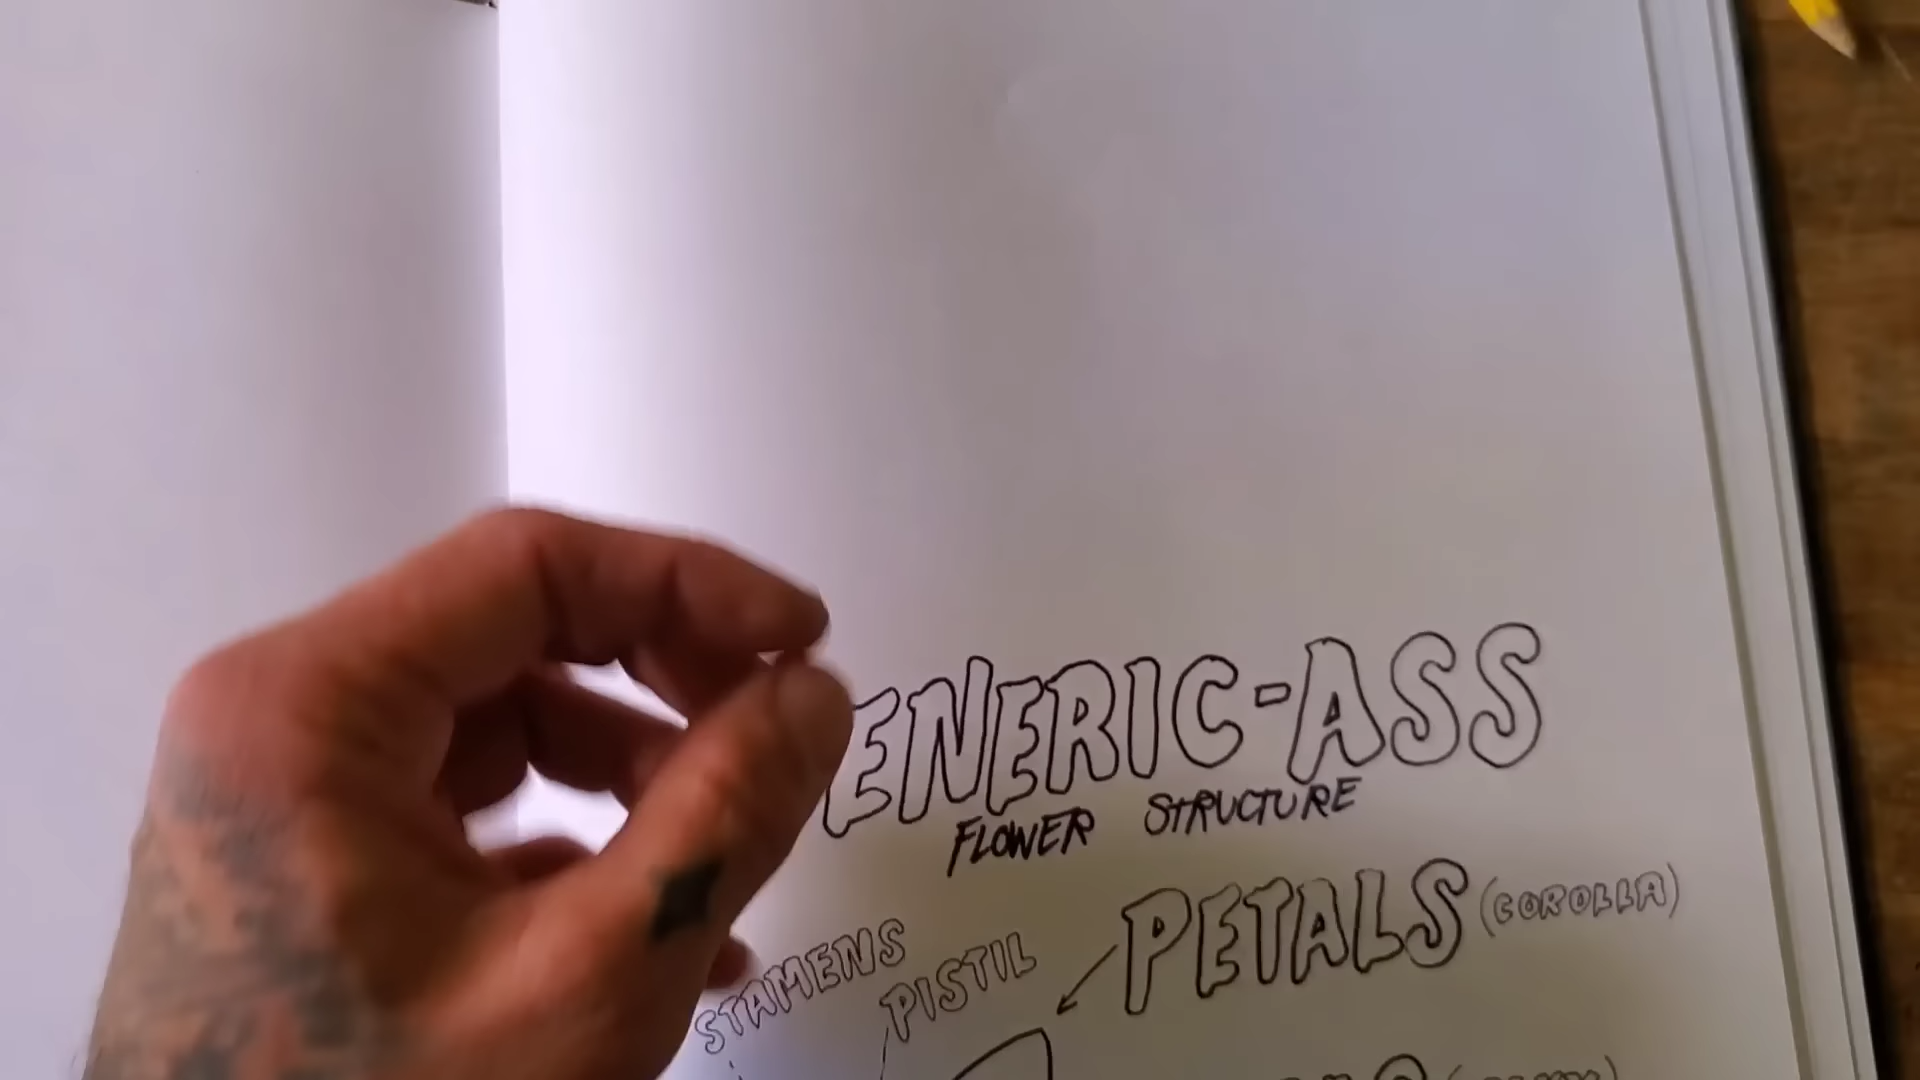 ENERIC-ASS
FLOWER STRUCTURE
PETALS (COROLLA)
STAMENS
PISTIL